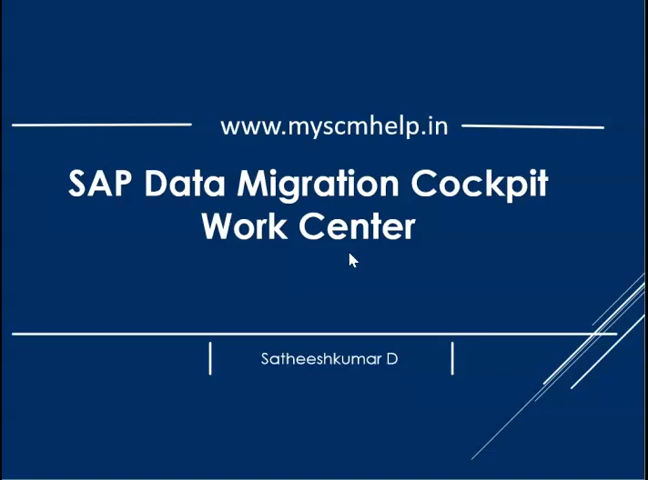 www.myscmhelp.in
SAP Data Migration Cockpit
Work Center
Satheeshkumar D